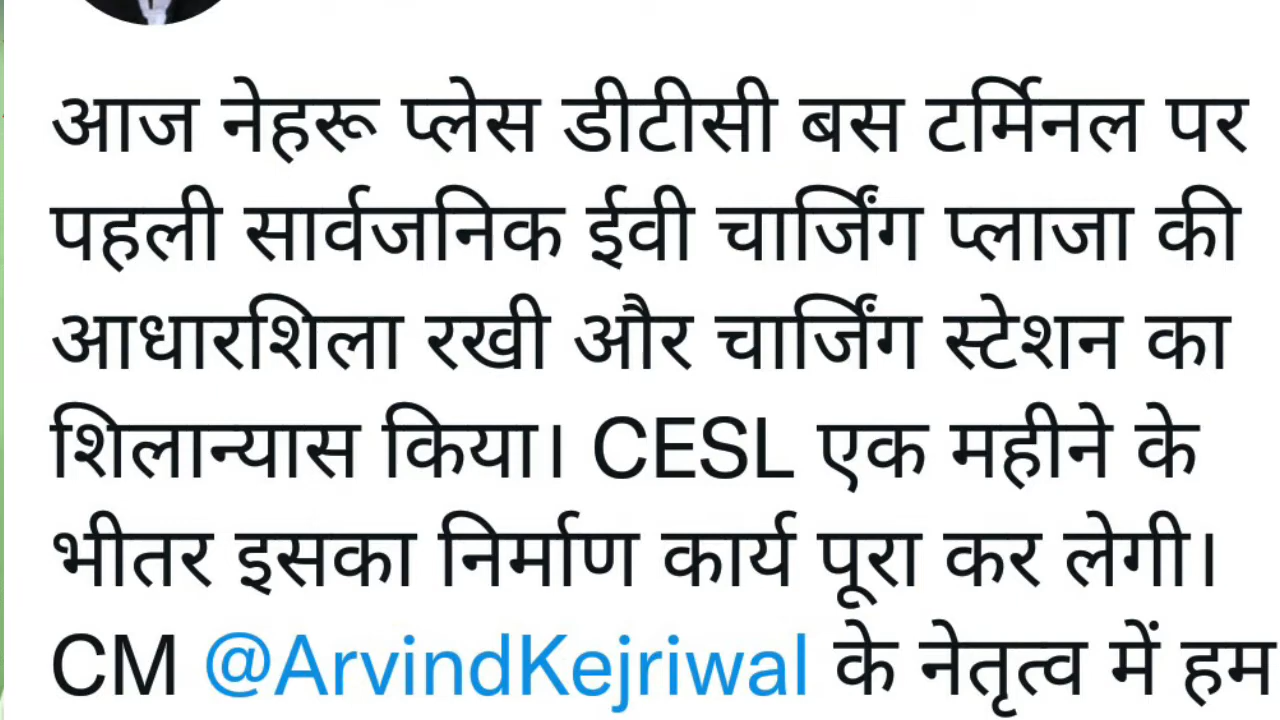 आज नेहरू प्लेस डीटीसी बस टर्मिनल पर
पहली सार्वजनिक ईवी चार्जिंग प्लाजा की
आधारशिला रखी और चार्जिंग स्टेशन का
शिलान्यास किया। CESL एक महीने के
भीतर इसका निर्माण कार्य पूरा कर लेगी।
CM @ArvindKejriwal के नेतृत्व में हम